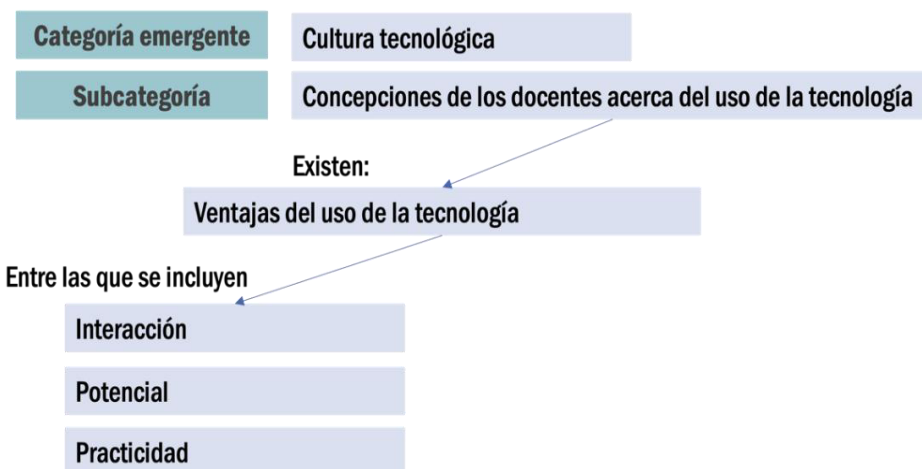 Categoría emergente
Cultura tecnológica
Subcategoría
Concepciones de los docentes acerca del uso de la tecnología
Existen:
Ventajas del uso de la tecnología
Entre las que se incluyen
Interacción
Potencial
Practicidad